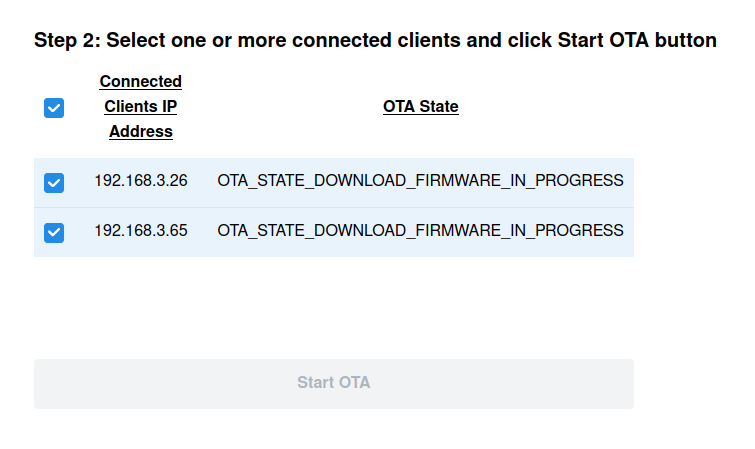 Step 2: Select one or more connected clients and click Start OTA button
Connected
Clients IP
Address
OTA State
192.168.3.26 OTA_STATE_DOWNLOAD_FIRMWARE_IN_PROGRESS
192.168.3.65 OTA_STATE_DOWNLOAD_FIRMWARE_IN_PROGRESS
Start OTA